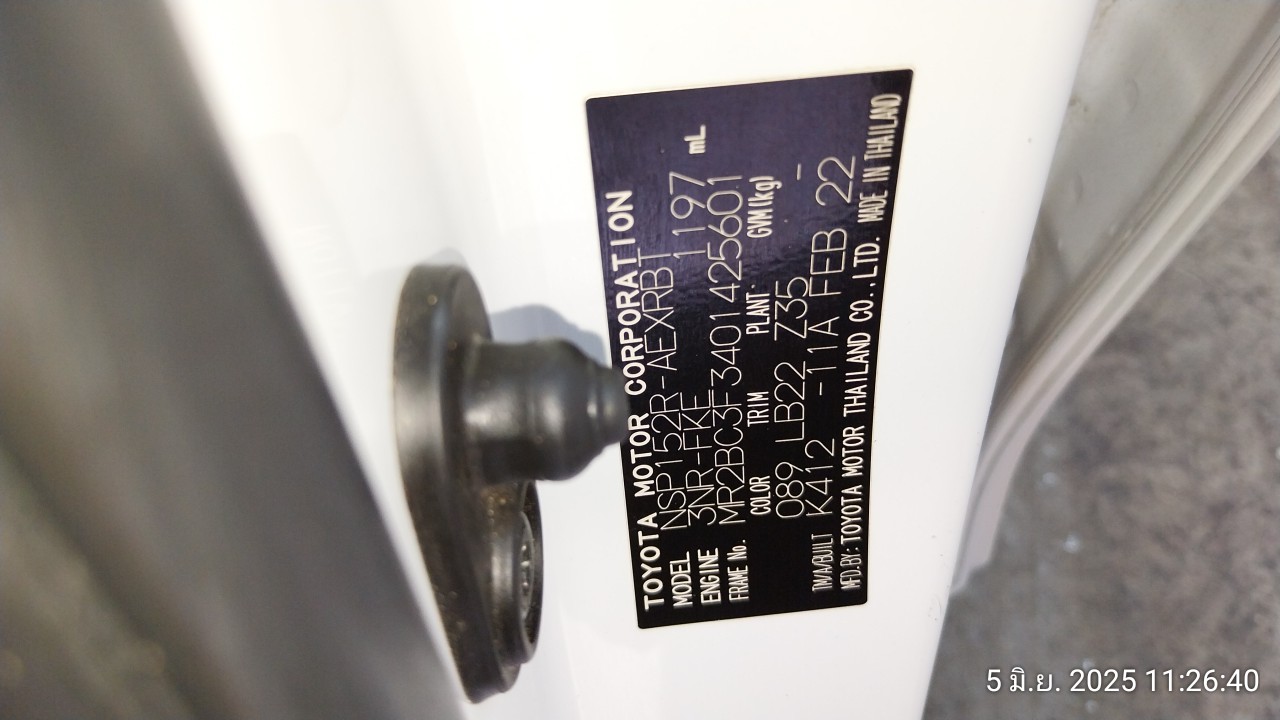 TOYOTA MOTOR CORPORATION
MODEL NSP152R-AEXRBT
ENGINE 3NR-FKE 1197 mL
FRAME No. MR2BC3F3401425601
COLOR TRIM PLANT GVM(kg)
089 LB22 Z35 -
T/M/A/BUILT K412 -11A FEB 22
MFD.BY:TOYOTA MOTOR THAILAND CO.,LTD. MADE IN THAILAND
5 มิ.ย. 2025 11:26:40